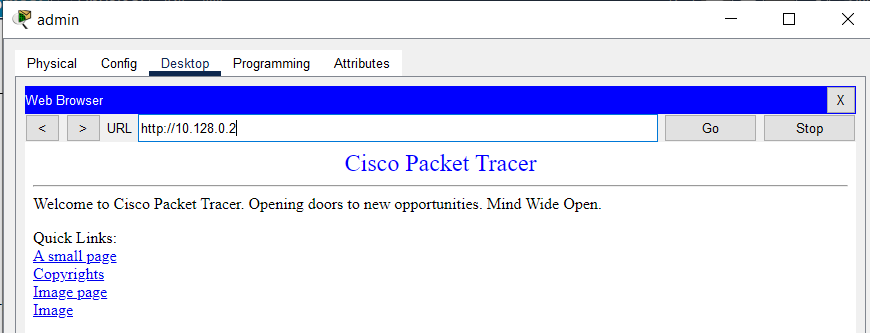 admin
Physical Config Desktop Programming Attributes
Web Browser X
< > URL http://10.128.0.2 Go Stop
Cisco Packet Tracer
Welcome to Cisco Packet Tracer. Opening doors to new opportunities. Mind Wide Open.
Quick Links:
A small page
Copyrights
Image page
Image